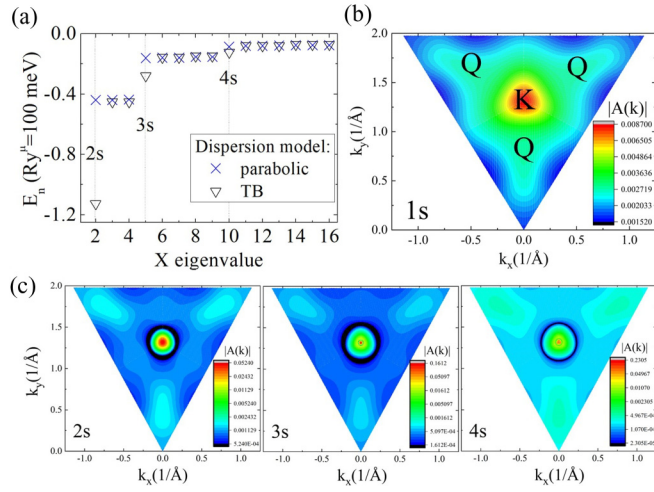 (a)
0.0
-0.4
-0.8
-1.2
E_n (Ry^μ=100 meV)
2s
3s
4s
Dispersion model:
× parabolic
▽ TB
2 4 6 8 10 12 14 16
X eigenvalue
(b)
2.0
1.5
1.0
0.5
0.0
k_y(1/Å)
Q
Q
K
Q
1s
|A(k)|
0.008700
0.006505
0.004864
0.003636
0.002719
0.002033
0.001520
-1.0 -0.5 0.0 0.5 1.0
k_x(1/Å)
(c)
2.0
1.5
1.0
0.5
0.0
k_y(1/Å)
2s
|A(k)|
0.05240
0.02432
0.01129
0.005240
0.002432
0.001129
5.240E-04
-1.0 -0.5 0.0 0.5 1.0
k_x(1/Å)
3s
|A(k)|
0.1612
0.05097
0.01612
0.005097
0.001612
5.097E-04
1.612E-04
-1.0 -0.5 0.0 0.5 1.0
k_x(1/Å)
4s
|A(k)|
0.2305
0.04967
0.01070
0.002305
4.967E-04
1.070E-04
2.305E-05
-1.0 -0.5 0.0 0.5 1.0
k_x(1/Å)